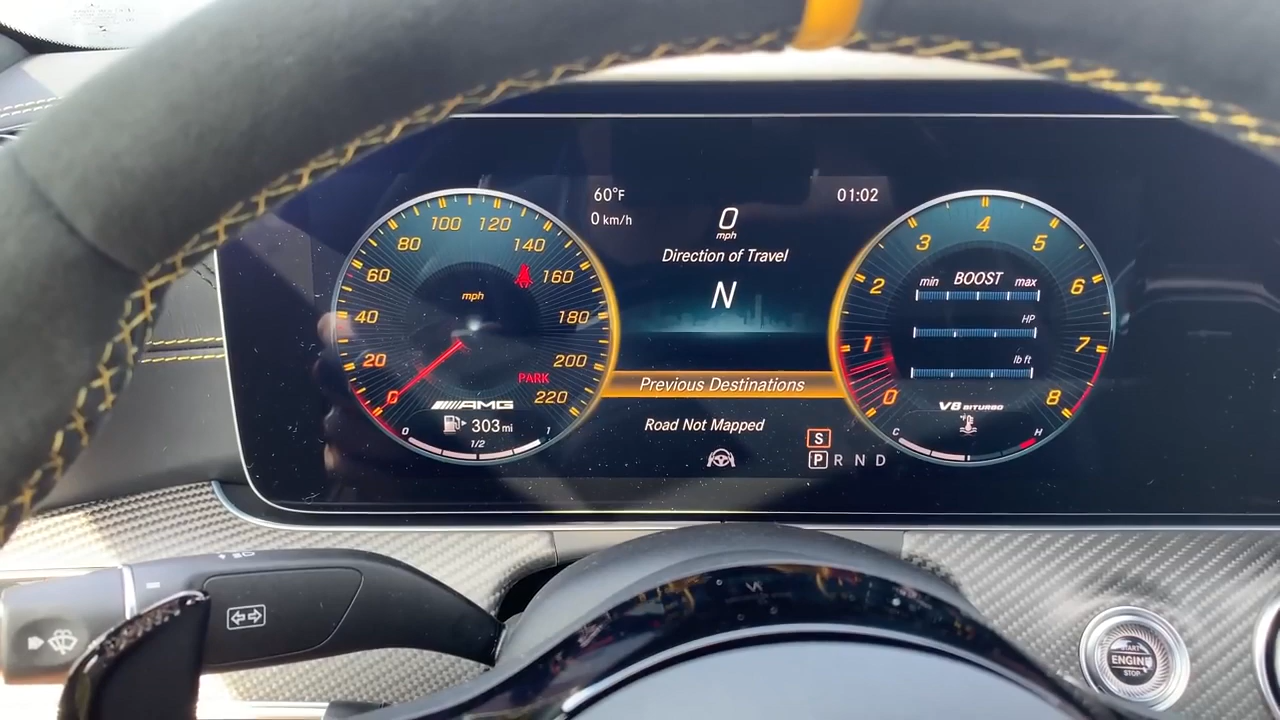 60°F
0 km/h
0
mph
01:02
Direction of Travel
N
Previous Destinations
Road Not Mapped
S
P R N D
0
20
40
60
80
100
120
140
160
180
200
220
mph
PARK
AMG
303 mi
0
1/2
1
0
1
2
3
4
5
6
7
8
min BOOST max
HP
lb ft
V8 BITURBO
C
H
START
ENGINE
STOP